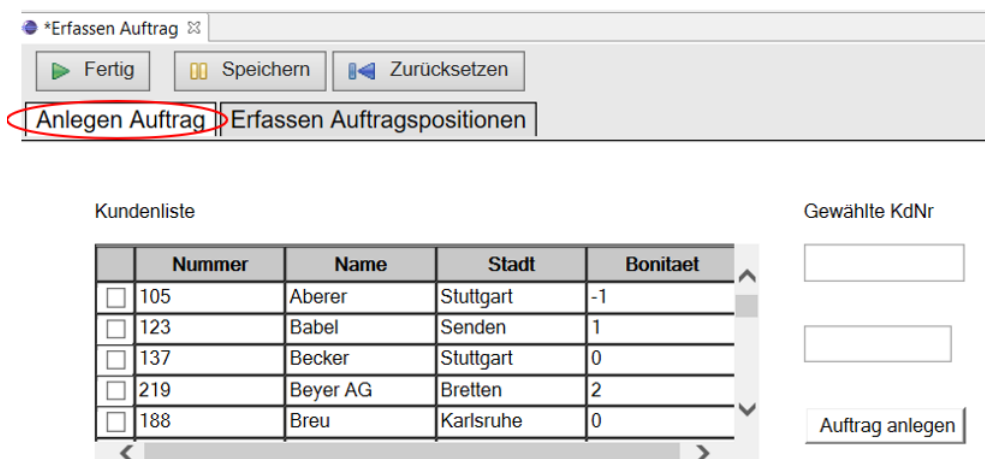 *Erfassen Auftrag
Fertig Speichern Zurücksetzen
Anlegen Auftrag Erfassen Auftragspositionen
Kundenliste Gewählte KdNr
Nummer Name Stadt Bonitaet
105 Aberer Stuttgart -1
123 Babel Senden 1
137 Becker Stuttgart 0
219 Beyer AG Bretten 2
188 Breu Karlsruhe 0
Auftrag anlegen